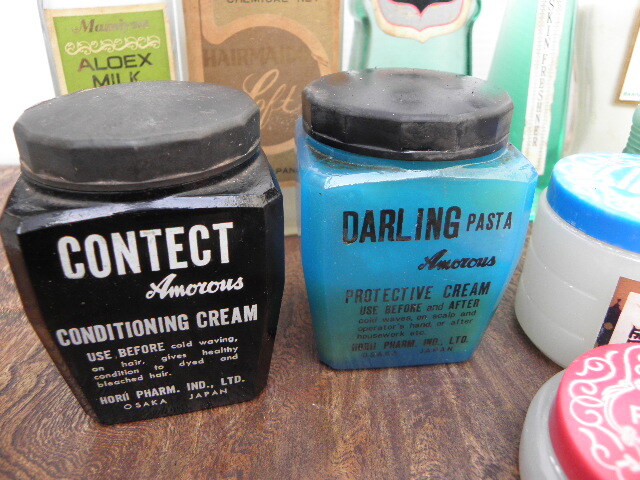 ALOEX
MILK
HAIRMA
Soft
CONTECT
Amorous
CONDITIONING CREAM
USE BEFORE cold waving,
on hair, gives healthy
condition to dyed and
bleached hair.
HORII PHARM. IND., LTD.
OSAKA JAPAN
DARLING PASTA
Amorous
PROTECTIVE CREAM
USE BEFORE and AFTER
cold waves, on scalp and
operator's hand, or after
housework etc.
HORII PHARM. IND. LTD.
OSAKA JAPAN